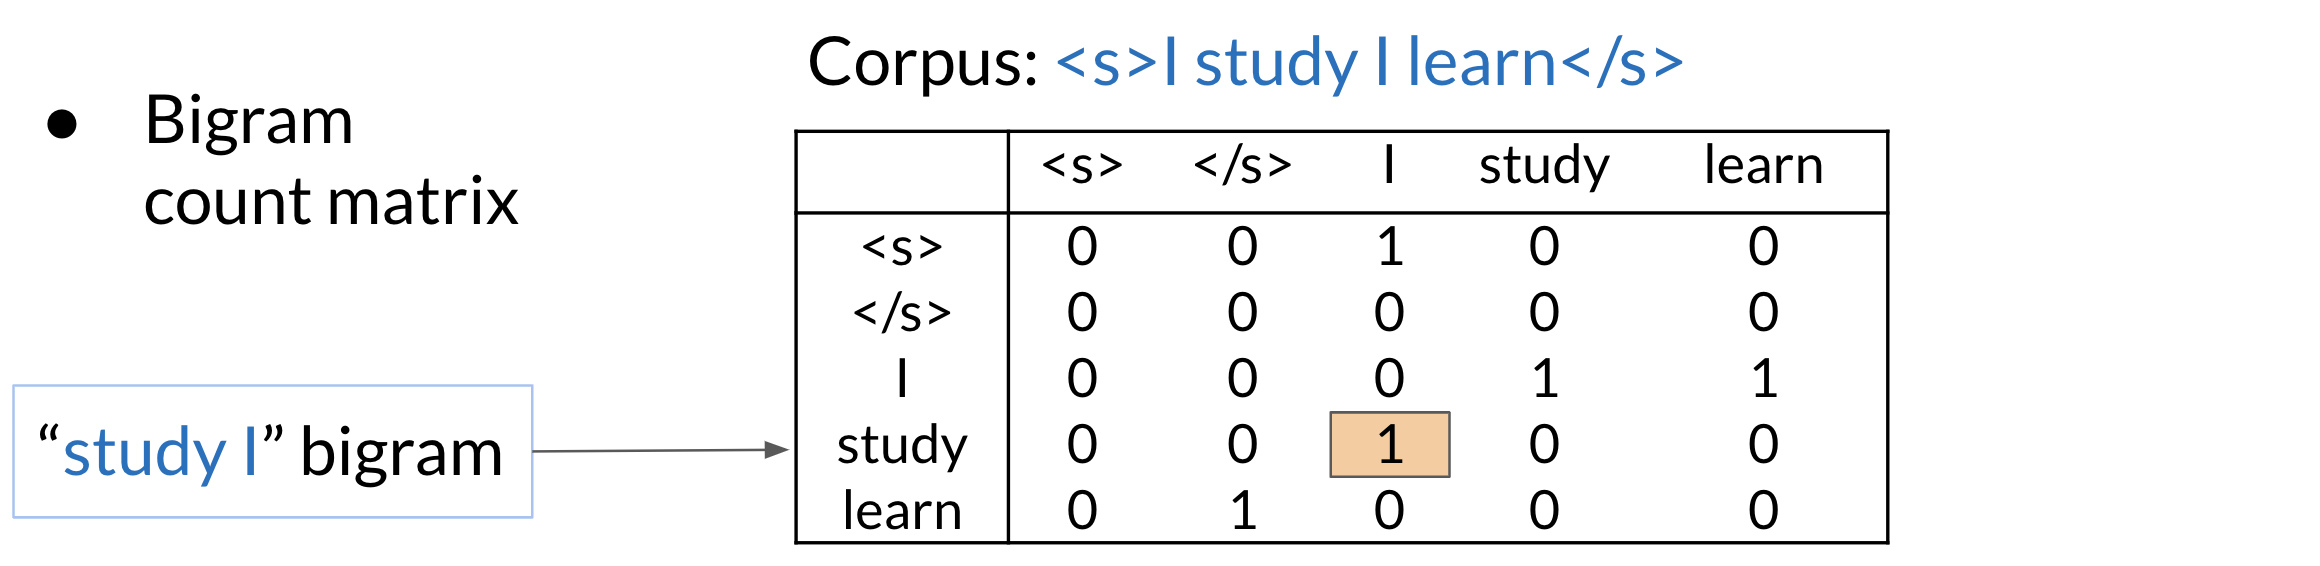 Corpus: <s>I study I learn</s>
● Bigram
count matrix
<s> </s> I study learn
<s> 0 0 1 0 0
</s> 0 0 0 0 0
I 0 0 0 1 1
“study I” bigram
study 0 0 1 0 0
learn 0 1 0 0 0